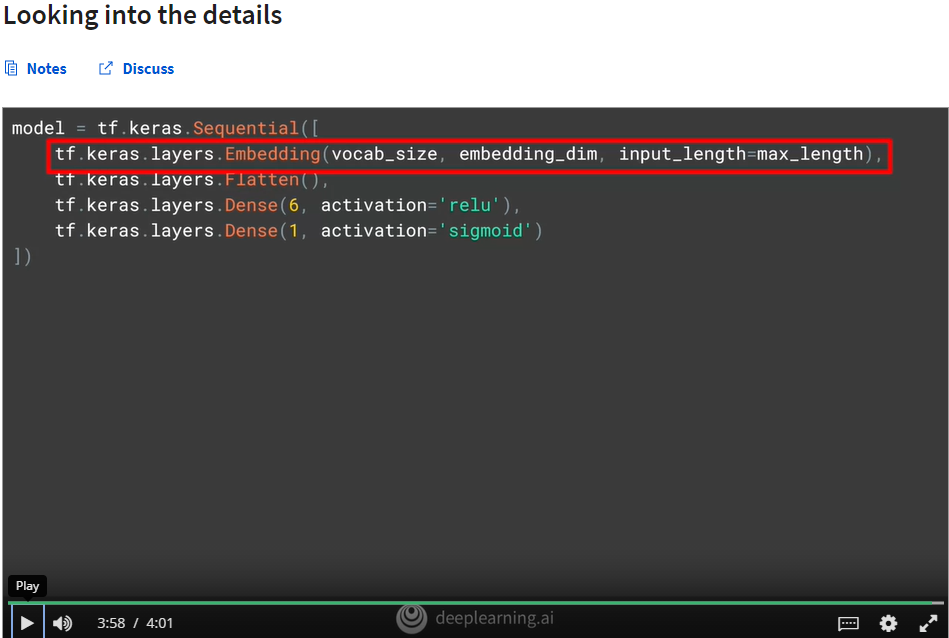 Looking into the details
Notes Discuss
model = tf.keras.Sequential([
    tf.keras.layers.Embedding(vocab_size, embedding_dim, input_length=max_length),
    tf.keras.layers.Flatten(),
    tf.keras.layers.Dense(6, activation='relu'),
    tf.keras.layers.Dense(1, activation='sigmoid')
])
Play
deeplearning.ai
3:58 / 4:01